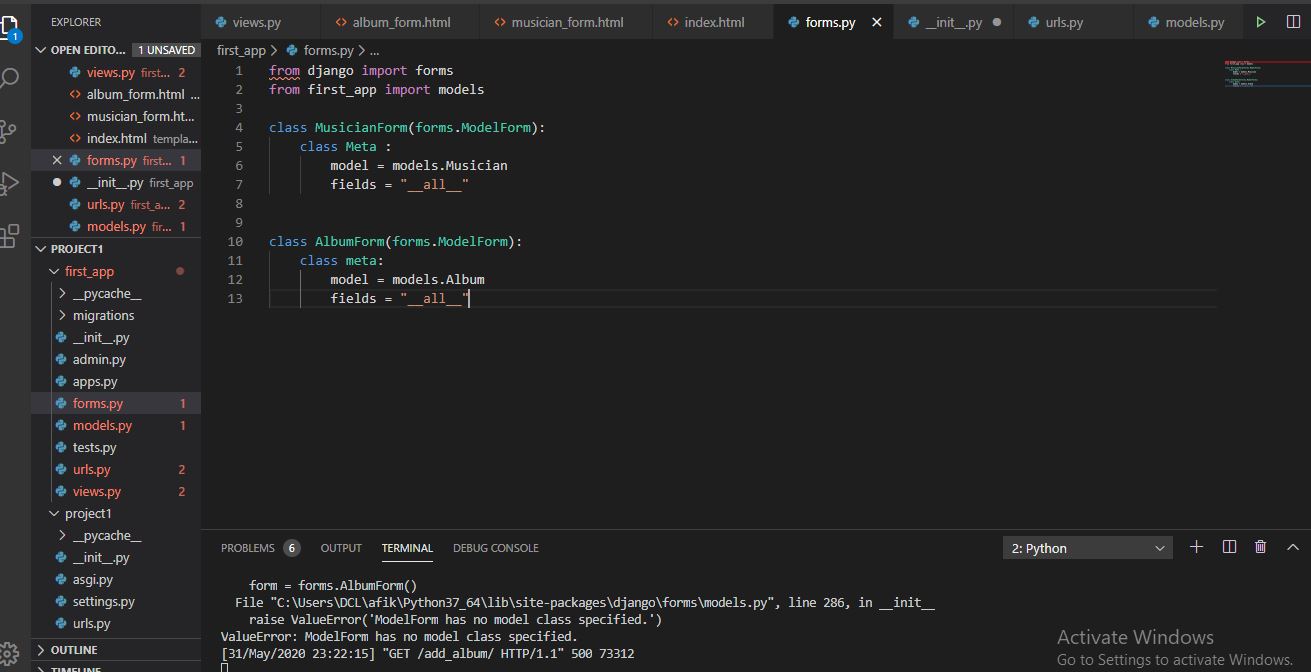 EXPLORER
views.py
album_form.html
musician_form.html
index.html
forms.py
__init__.py
urls.py
models.py
1
OPEN EDITO...
1 UNSAVED
views.py first... 2
album_form.html ...
musician_form.ht...
index.html templa...
forms.py first... 1
__init__.py first_app
urls.py first_a... 2
models.py fir... 1
PROJECT1
first_app
__pycache__
migrations
__init__.py
admin.py
apps.py
forms.py 1
models.py 1
tests.py
urls.py 2
views.py 2
project1
__pycache__
__init__.py
asgi.py
settings.py
urls.py
OUTLINE
TIMELINE
first_app > forms.py > ...
1 from django import forms
2 from first_app import models
3
4 class MusicianForm(forms.ModelForm):
5 class Meta :
6 model = models.Musician
7 fields = "__all__"
8
9
10 class AlbumForm(forms.ModelForm):
11 class meta:
12 model = models.Album
13 fields = "__all__"
PROBLEMS 6 OUTPUT TERMINAL DEBUG CONSOLE
2: Python
form = forms.AlbumForm()
File "C:\Users\DCL\afik\Python37_64\lib\site-packages\django\forms\models.py", line 286, in __init__
raise ValueError('ModelForm has no model class specified.')
ValueError: ModelForm has no model class specified.
[31/May/2020 23:22:15] "GET /add_album/ HTTP/1.1" 500 73312
Activate Windows
Go to Settings to activate Windows.